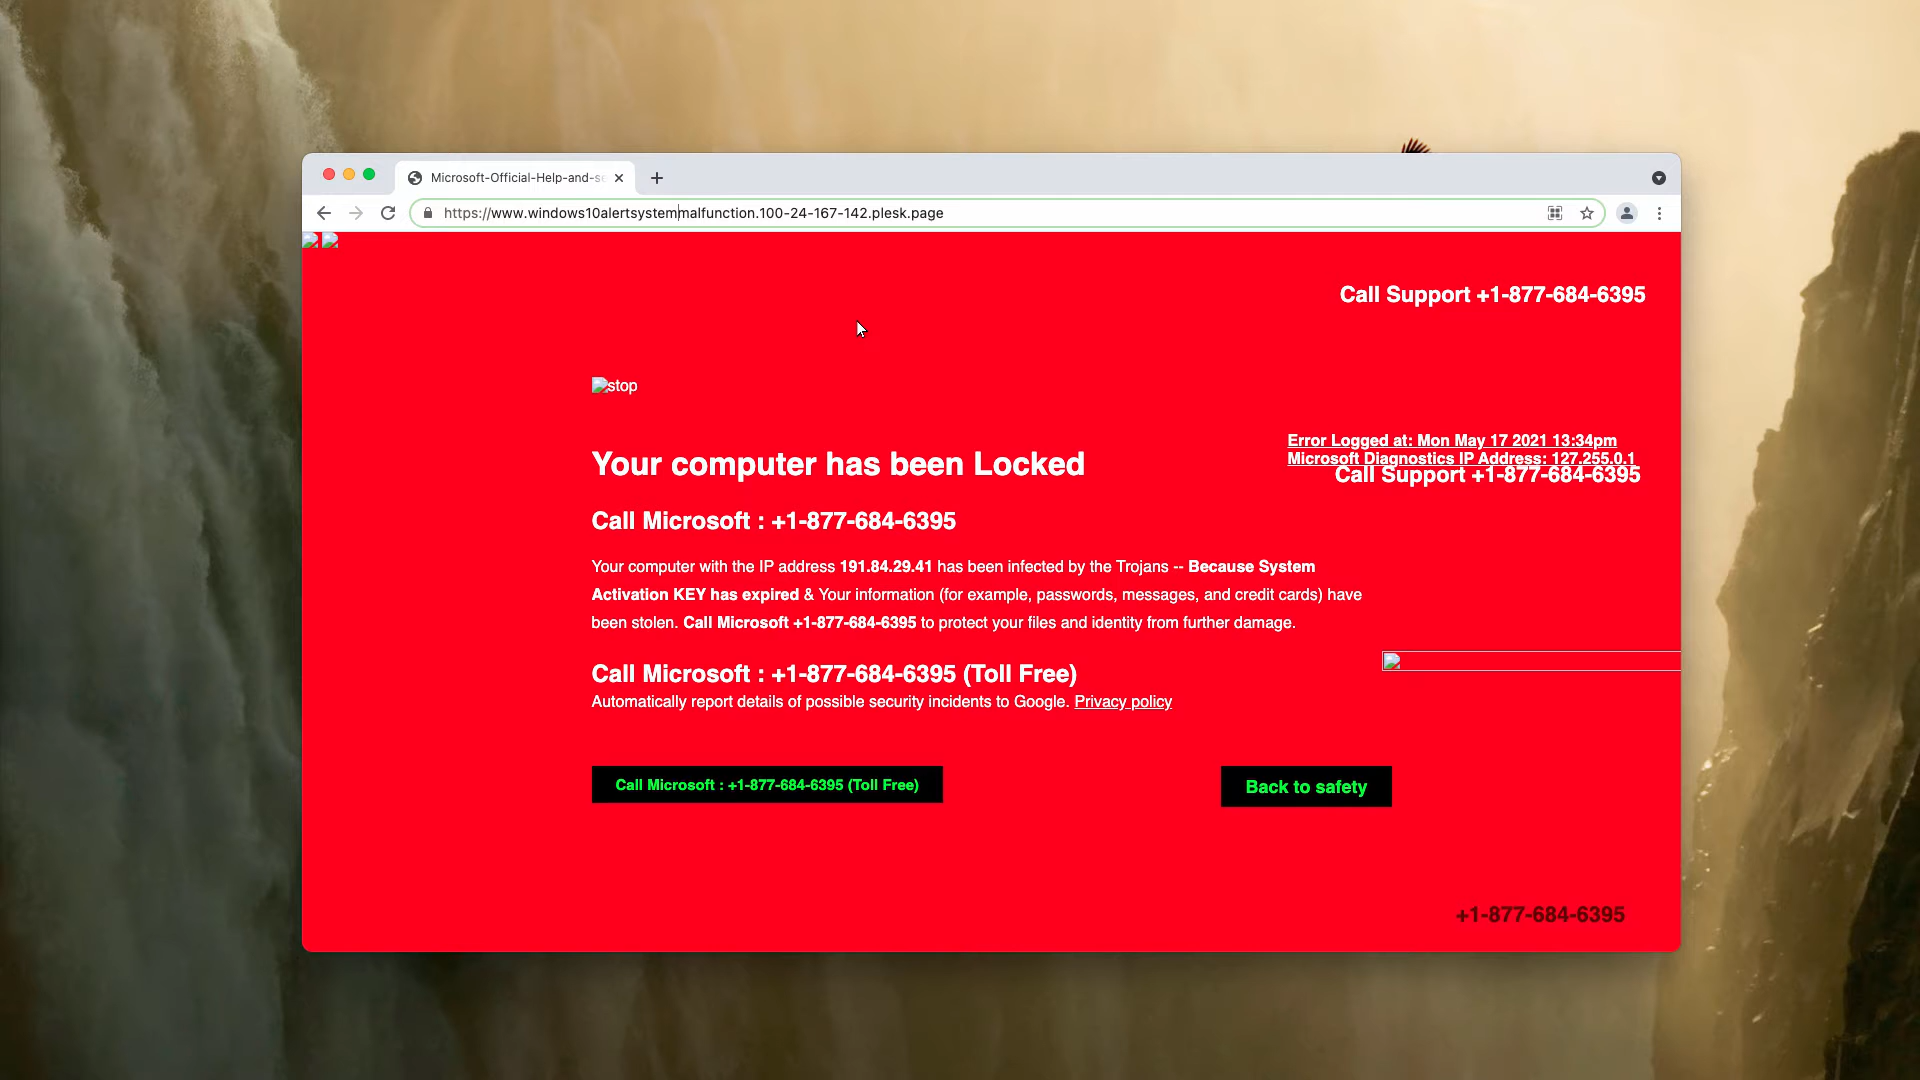 Microsoft-Official-Help-and-se
https://www.windows10alertsystemmalfunction.100-24-167-142.plesk.page
Call Support +1-877-684-6395
stop
Error Logged at: Mon May 17 2021 13:34pm
Microsoft Diagnostics IP Address: 127.255.0.1
Call Support +1-877-684-6395
Your computer has been Locked
Call Microsoft : +1-877-684-6395
Your computer with the IP address 191.84.29.41 has been infected by the Trojans -- Because System
Activation KEY has expired & Your information (for example, passwords, messages, and credit cards) have
been stolen. Call Microsoft +1-877-684-6395 to protect your files and identity from further damage.
Call Microsoft : +1-877-684-6395 (Toll Free)
Automatically report details of possible security incidents to Google. Privacy policy
Call Microsoft : +1-877-684-6395 (Toll Free)
Back to safety
+1-877-684-6395